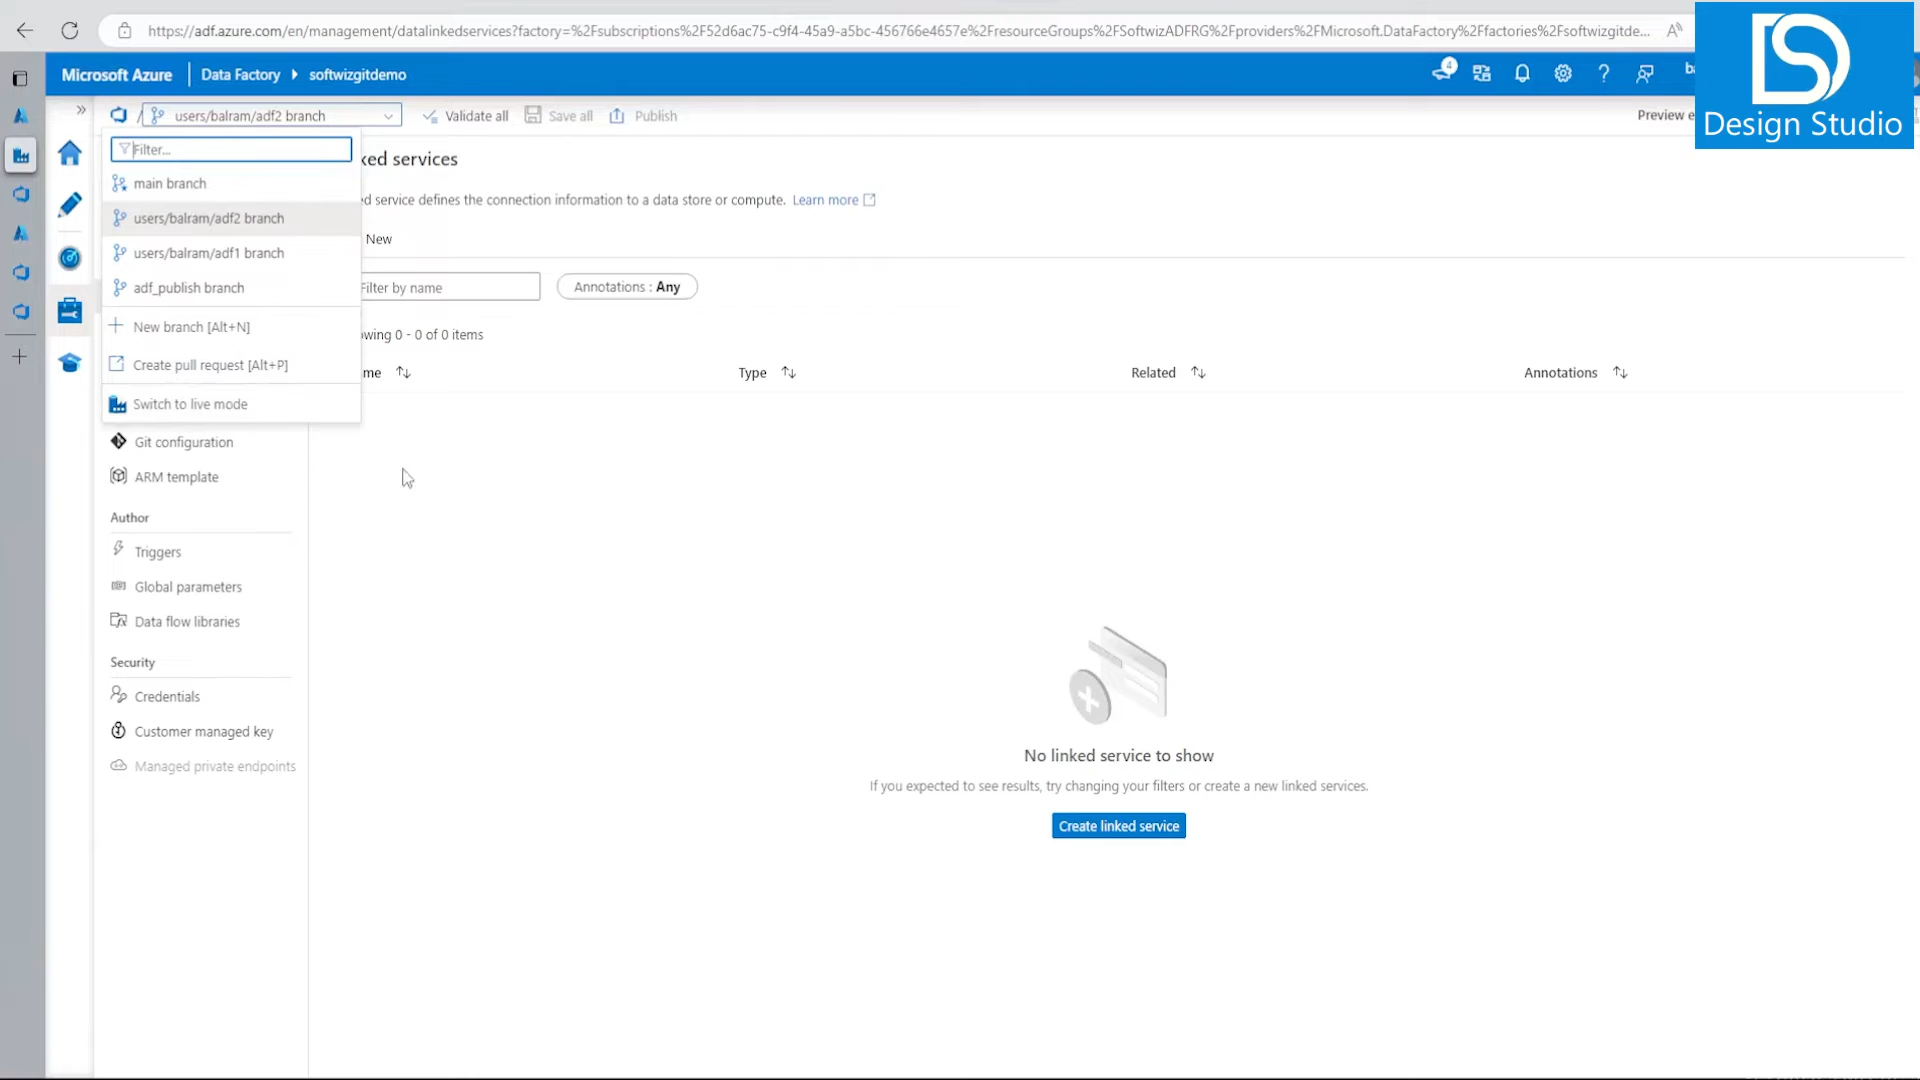 https://adf.azure.com/en/management/datalinkedservices?factory=%2Fsubscriptions%2F52d6ac75-c9f4-45a9-a5bc-456766e4657e%2FresourceGroups%2FSoftwizADFRG%2Fproviders%2FMicrosoft.DataFactory%2Ffactories%2Fsoftwizgitde...
Microsoft Azure Data Factory softwizgitdemo
4
Design Studio
users/balram/adf2 branch Validate all Save all Publish
Preview e
Filter...
main branch
users/balram/adf2 branch
users/balram/adf1 branch
adf_publish branch
New branch [Alt+N]
Create pull request [Alt+P]
Switch to live mode
ked services
d service defines the connection information to a data store or compute. Learn more
New
Filter by name Annotations : Any
wing 0 - 0 of 0 items
me Type Related Annotations
Git configuration
ARM template
Author
Triggers
Global parameters
Data flow libraries
Security
Credentials
Customer managed key
Managed private endpoints
No linked service to show
If you expected to see results, try changing your filters or create a new linked services.
Create linked service